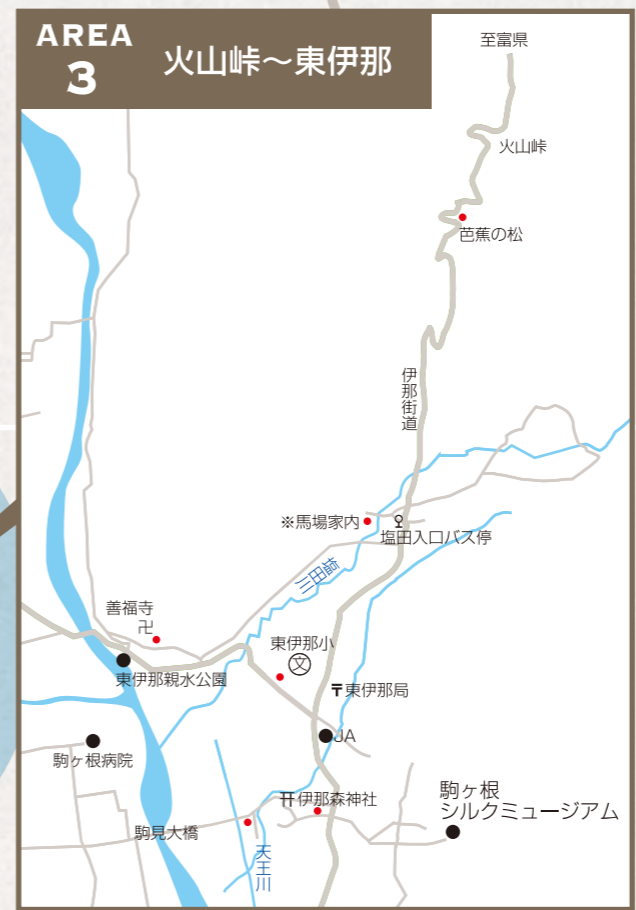 AREA
3
火山峠～東伊那
至富県
火山峠
芭蕉の松
伊那街道
※馬場家内
塩田入口バス停
塩田川
善福寺
卍
東伊那小
文
東伊那親水公園
〒東伊那局
JA
駒ヶ根病院
駒ヶ根
シルクミュージアム
伊那森神社
駒見大橋
天王川